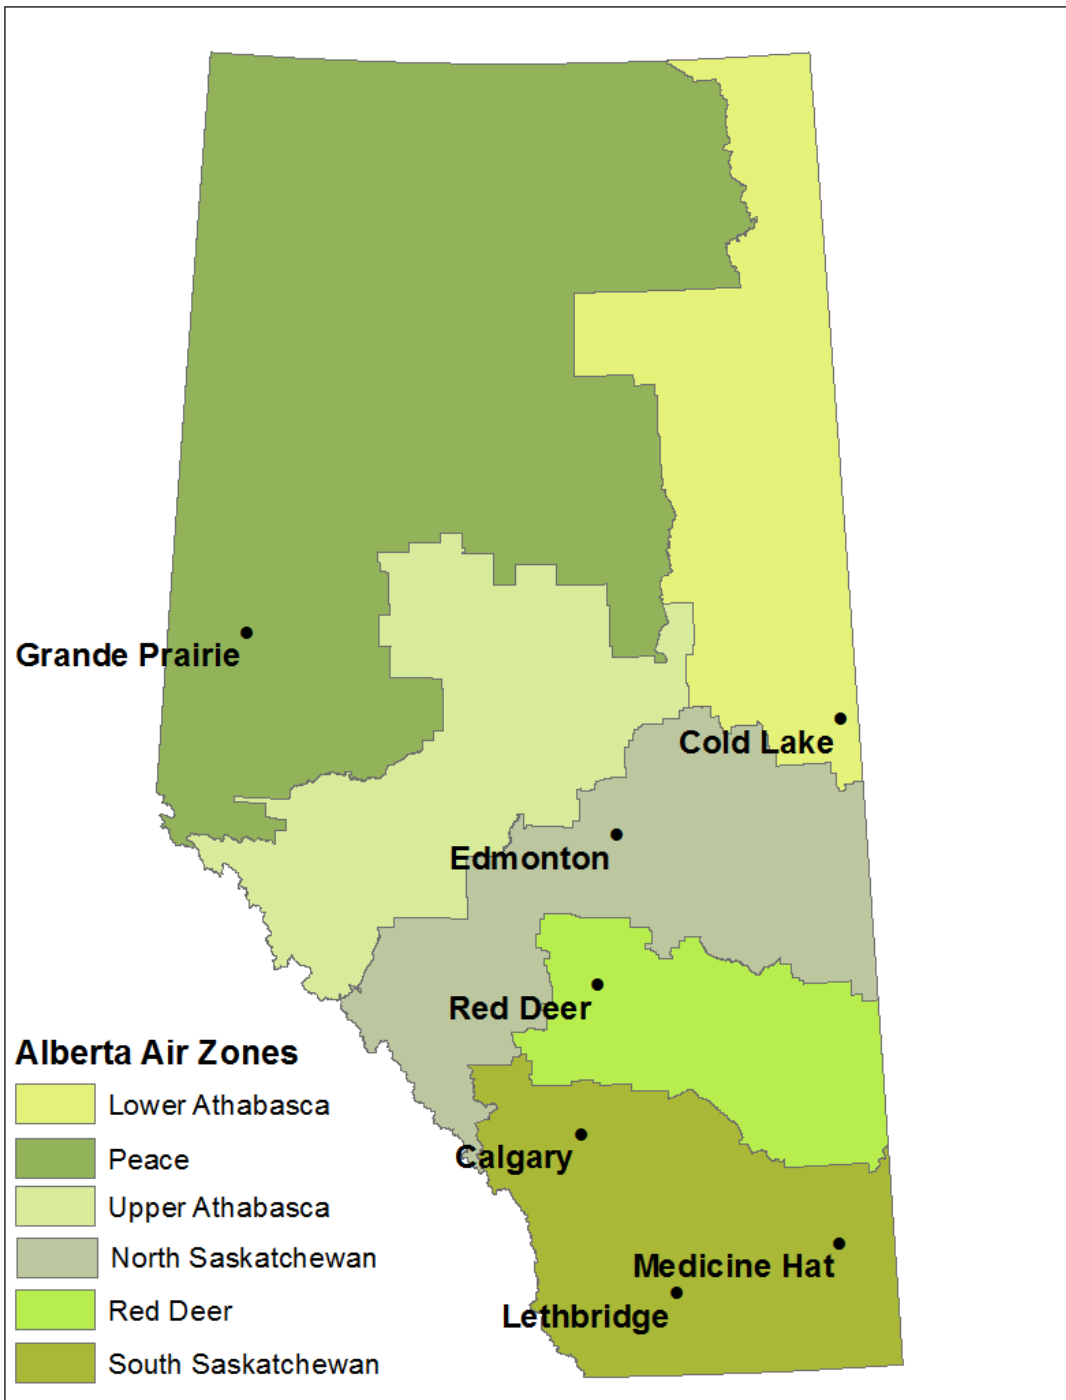 Grande Prairie
Cold Lake
Edmonton
Red Deer
Alberta Air Zones
Lower Athabasca
Peace
Calgary
Upper Athabasca
North Saskatchewan
Medicine Hat
Red Deer
Lethbridge
South Saskatchewan